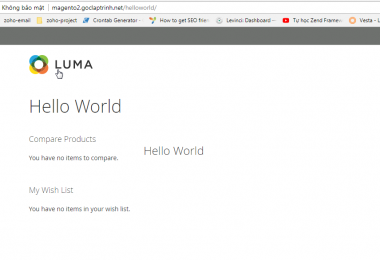 Không bảo mật | magento2.goclaptrinh.net/helloworld/
zoho-email zoho-project Crontab Generator - How to get SEO friend Levinci: Dashboard - Tự học Zend Framew Vesta -
LUMA
Hello World
Compare Products
You have no items to compare.
Hello World
My Wish List
You have no items in your wish list.